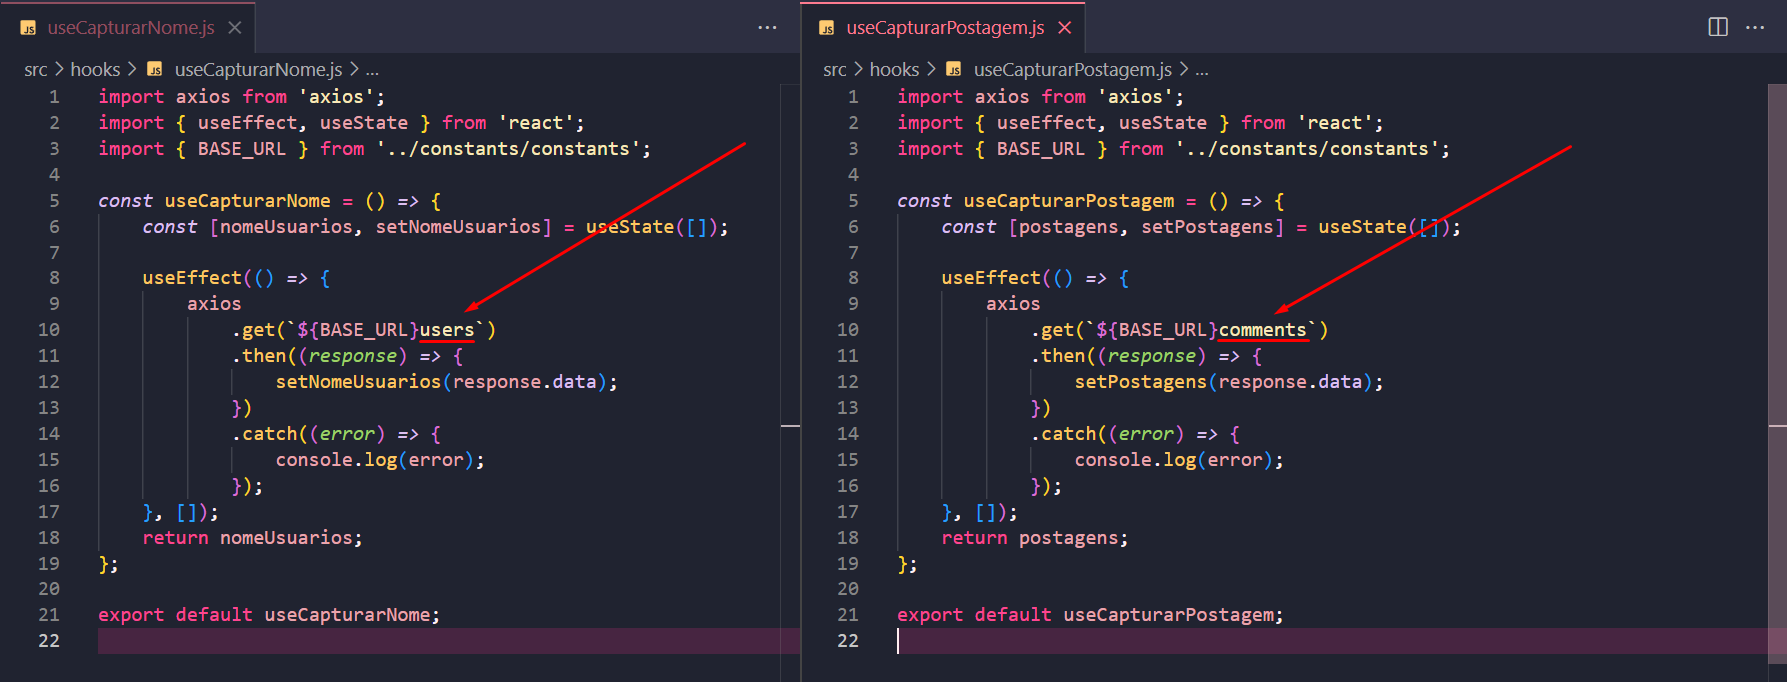 useCapturarNome.js
src > hooks > useCapturarNome.js > ...
1 import axios from 'axios';
2 import { useEffect, useState } from 'react';
3 import { BASE_URL } from '../constants/constants';
4
5 const useCapturarNome = () => {
6 const [nomeUsuarios, setNomeUsuarios] = useState([]);
7
8 useEffect(() => {
9 axios
10 .get(`${BASE_URL}users`)
11 .then((response) => {
12 setNomeUsuarios(response.data);
13 })
14 .catch((error) => {
15 console.log(error);
16 });
17 }, []);
18 return nomeUsuarios;
19 };
20
21 export default useCapturarNome;
22
useCapturarPostagem.js
src > hooks > useCapturarPostagem.js > ...
1 import axios from 'axios';
2 import { useEffect, useState } from 'react';
3 import { BASE_URL } from '../constants/constants';
4
5 const useCapturarPostagem = () => {
6 const [postagens, setPostagens] = useState([]);
7
8 useEffect(() => {
9 axios
10 .get(`${BASE_URL}comments`)
11 .then((response) => {
12 setPostagens(response.data);
13 })
14 .catch((error) => {
15 console.log(error);
16 });
17 }, []);
18 return postagens;
19 };
20
21 export default useCapturarPostagem;
22